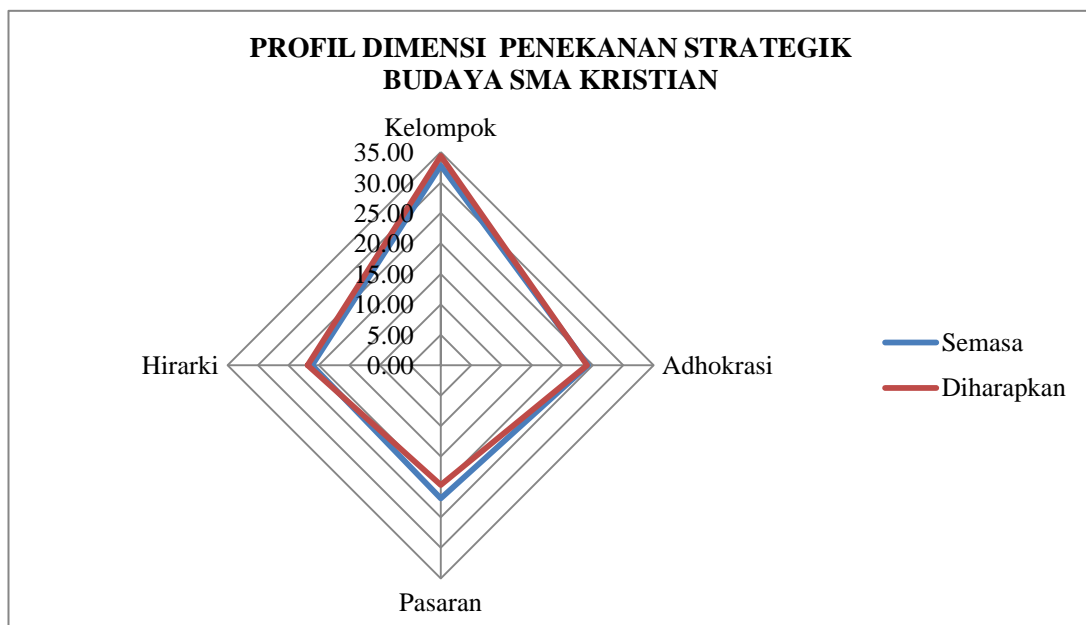 PROFIL DIMENSI PENEKANAN STRATEGIK
BUDAYA SMA KRISTIAN
Kelompok
35.00
30.00
25.00
20.00
15.00
10.00
5.00
0.00
Hirarki
Adhokrasi
Pasaran
Semasa
Diharapkan